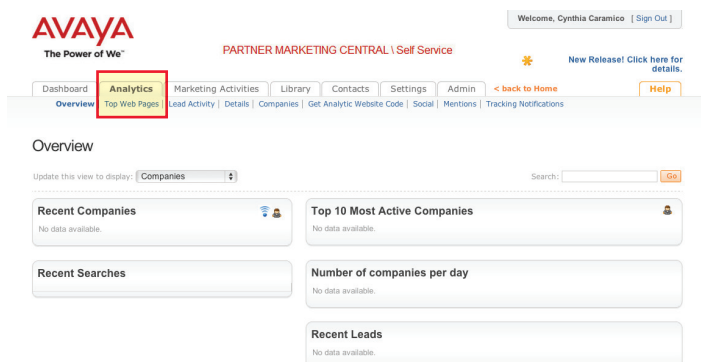 Welcome, Cynthia Caramico [ Sign Out ]
AVAYA
The Power of We™
PARTNER MARKETING CENTRAL \ Self Service
New Release! Click here for details.
Dashboard Analytics Marketing Activities Library Contacts Settings Admin < back to Home Help
Overview Top Web Pages | Lead Activity | Details | Companies | Get Analytic Website Code | Social | Mentions | Tracking Notifications
Overview
Update this view to display: Companies Search: Go
Recent Companies
No data available.
Top 10 Most Active Companies
No data available.
Recent Searches
Number of companies per day
No data available.
Recent Leads
No data available.